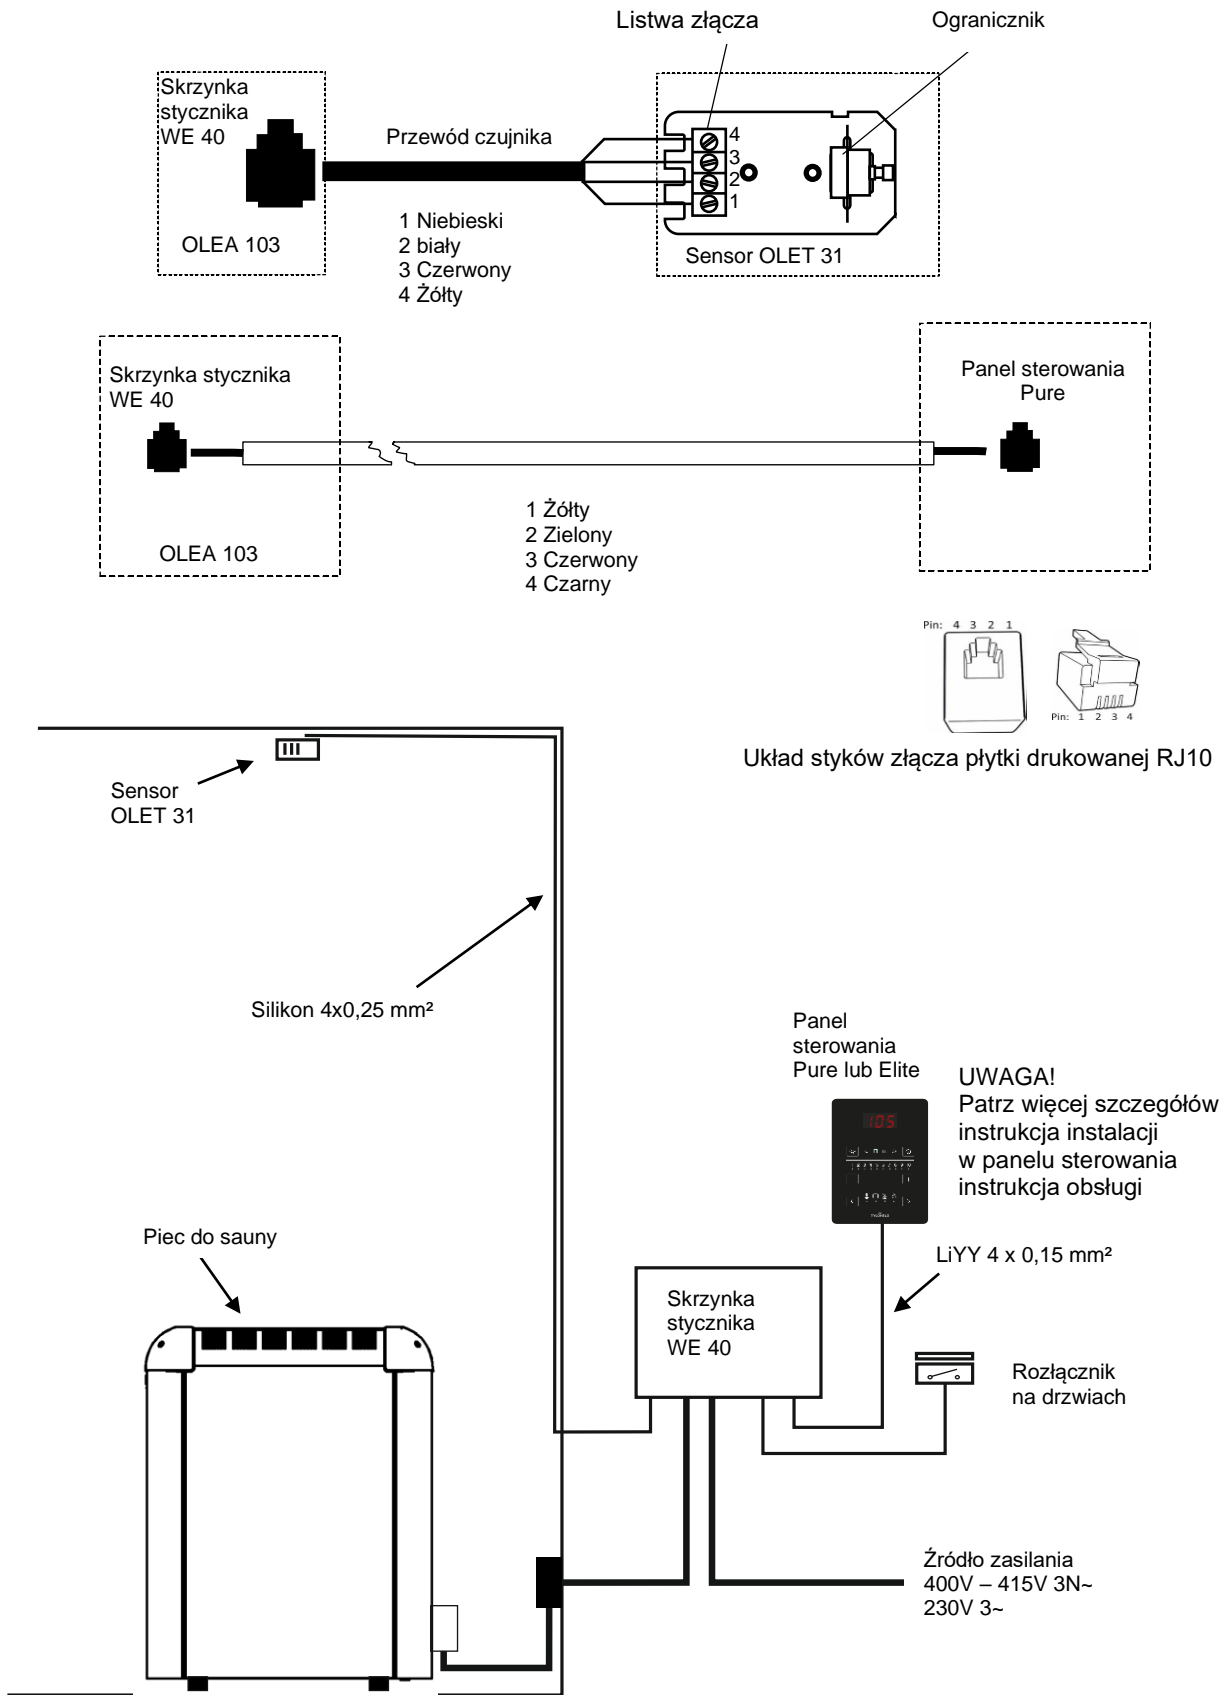 Listwa złącza
Ogranicznik
Skrzynka
stycznika
WE 40
Przewód czujnika
4
3
2
1
1 Niebieski
2 biały
3 Czerwony
4 Żółty
OLEA 103
Sensor OLET 31
Skrzynka stycznika
WE 40
Panel sterowania
Pure
1 Żółty
2 Zielony
3 Czerwony
4 Czarny
OLEA 103
Pin: 4 3 2 1
Pin: 1 2 3 4
Układ styków złącza płytki drukowanej RJ10
Sensor
OLET 31
Silikon 4x0,25 mm²
Panel
sterowania
Pure lub Elite
UWAGA!
Patrz więcej szczegółów
instrukcja instalacji
w panelu sterowania
instrukcja obsługi
105
Piec do sauny
LiYY 4 x 0,15 mm²
Skrzynka
stycznika
WE 40
Rozłącznik
na drzwiach
Źródło zasilania
400V – 415V 3N~
230V 3~